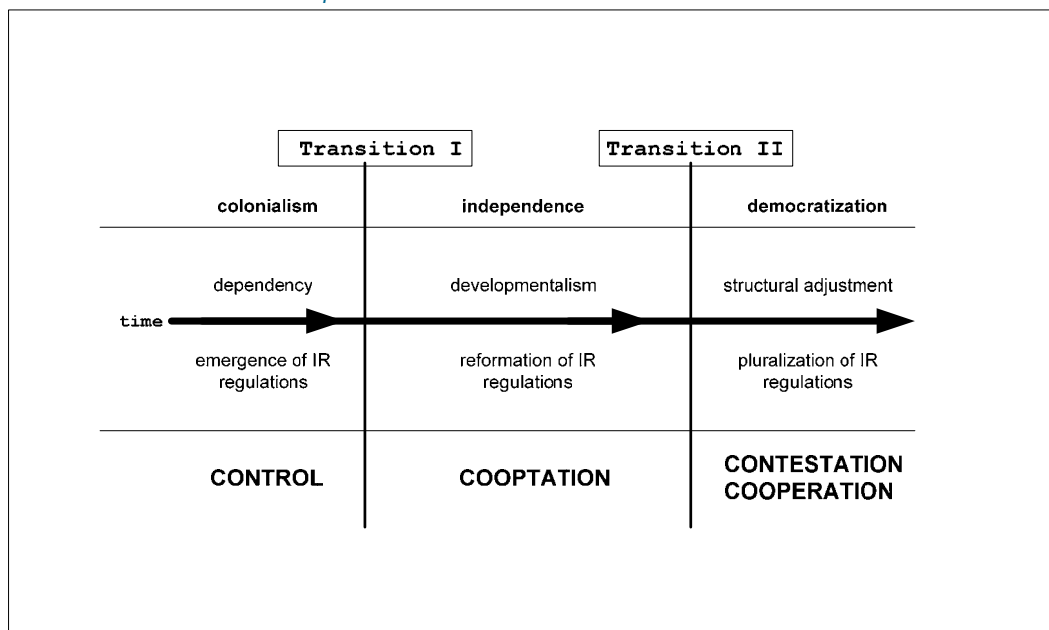 Transition I
Transition II
colonialism
independence
democratization
dependency
developmentalism
structural adjustment
time
emergence of IR
regulations
reformation of IR
regulations
pluralization of IR
regulations
CONTROL
COOPTATION
CONTESTATION
COOPERATION